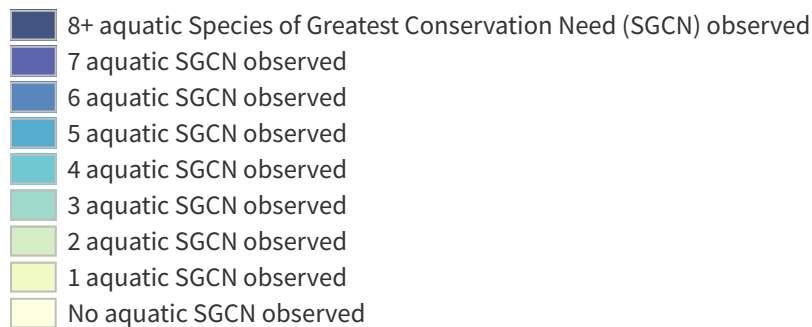 8+ aquatic Species of Greatest Conservation Need (SGCN) observed
7 aquatic SGCN observed
6 aquatic SGCN observed
5 aquatic SGCN observed
4 aquatic SGCN observed
3 aquatic SGCN observed
2 aquatic SGCN observed
1 aquatic SGCN observed
No aquatic SGCN observed